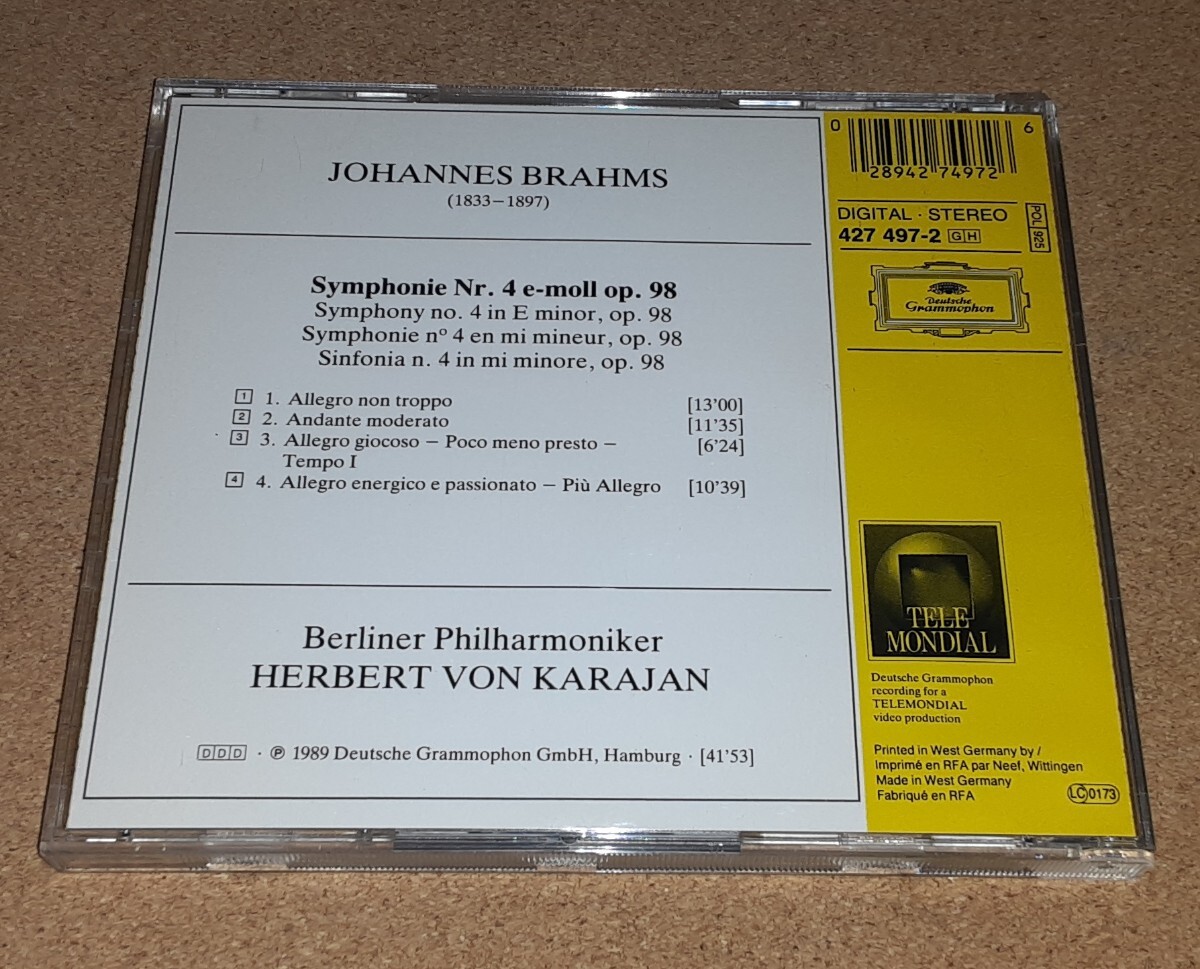 JOHANNES BRAHMS
(1833–1897)
Symphonie Nr. 4 e-moll op. 98
Symphony no. 4 in E minor, op. 98
Symphonie nº 4 en mi mineur, op. 98
Sinfonia n. 4 in mi minore, op. 98
1 1. Allegro non troppo [13'00]
2 2. Andante moderato [11'35]
3 3. Allegro giocoso – Poco meno presto – [6'24]
Tempo I
4 4. Allegro energico e passionato – Più Allegro [10'39]
Berliner Philharmoniker
HERBERT VON KARAJAN
DDD · ℗ 1989 Deutsche Grammophon GmbH, Hamburg · [41'53]
0 28942 74972 6
DIGITAL · STEREO
427 497-2 GH
POL 925
Deutsche
Grammophon
TELE
MONDIAL
Deutsche Grammophon
recording for a
TELEMONDIAL
video production
Printed in West Germany by /
Imprimé en RFA par Neef, Wittingen
Made in West Germany
Fabriqué en RFA
LC 0173